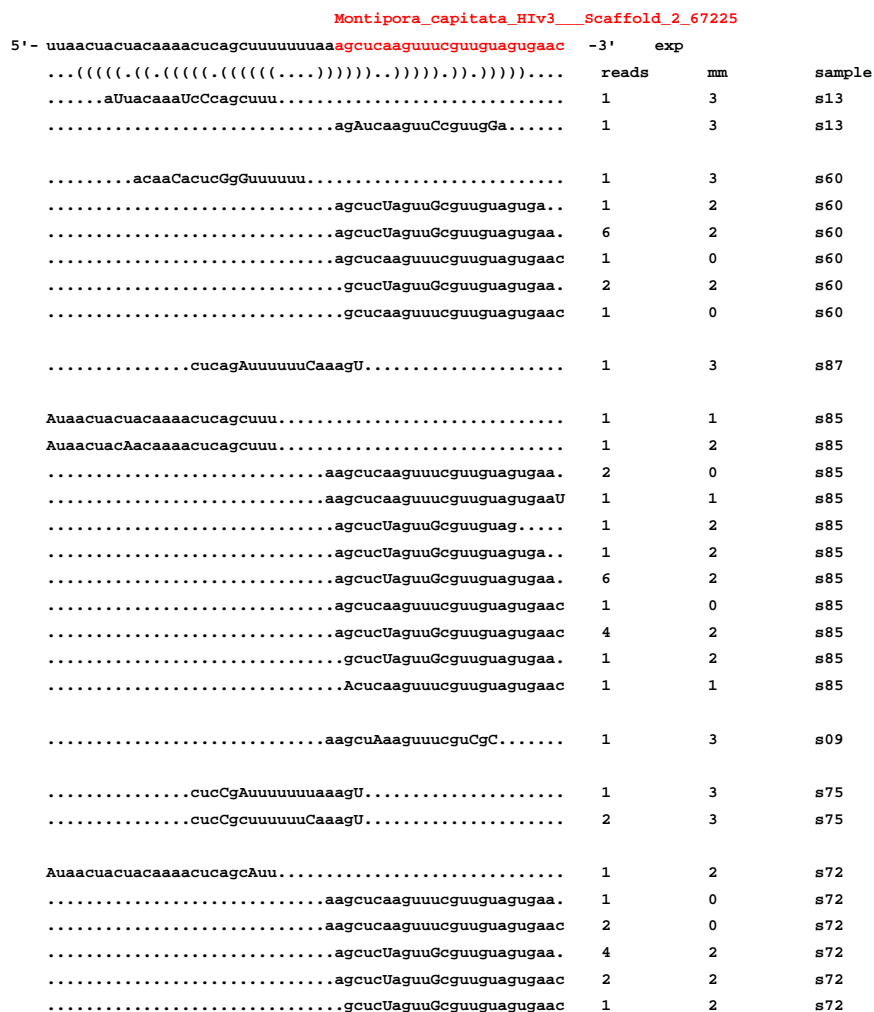 Montipora_capitata_HIv3___Scaffold_2_67225
5'- uuaacuacuacaaaacucagcuuuuuuuaaagcucaaguuucguuguagugaac -3' exp
...(((((.((.(((((.((((((....))))))..))))).)).))))).... reads mm sample
......aUuacaaaUcCcagcuuu.............................. 1 3 s13
..............................agAucaaguuCcguugGa...... 1 3 s13
.........acaaCacucGgGuuuuuu........................... 1 3 s60
..............................agcucUaguuGcguuguaguga.. 1 2 s60
..............................agcucUaguuGcguuguagugaa. 6 2 s60
..............................agcucaaguuucguuguagugaac 1 0 s60
...............................gcucUaguuGcguuguagugaa. 2 2 s60
...............................gcucaaguuucguuguagugaac 1 0 s60
...............cucagAuuuuuuCaaagU..................... 1 3 s87
Auaacuacuacaaaacucagcuuu.............................. 1 1 s85
AuaacuacAacaaaacucagcuuu.............................. 1 2 s85
.............................aagcucaaguuucguuguagugaa. 2 0 s85
.............................aagcucaaguuucguuguagugaaU 1 1 s85
..............................agcucUaguuGcguuguag..... 1 2 s85
..............................agcucUaguuGcguuguaguga.. 1 2 s85
..............................agcucUaguuGcguuguagugaa. 6 2 s85
..............................agcucaaguuucguuguagugaac 1 0 s85
..............................agcucUaguuGcguuguagugaac 4 2 s85
...............................gcucUaguuGcguuguagugaa. 1 2 s85
...............................Acucaaguuucguuguagugaac 1 1 s85
.............................aagcuAaaguuucguCgC....... 1 3 s09
...............cucCgAuuuuuuuaaagU..................... 1 3 s75
...............cucCgcuuuuuuCaaagU..................... 2 3 s75
Auaacuacuacaaaacucagc​Auu.............................. 1 2 s72
.............................aagcucaaguuucguuguagugaa. 1 0 s72
.............................aagcucaaguuucguuguagugaac 2 0 s72
..............................agcucUaguuGcguuguagugaa. 4 2 s72
..............................agcucUaguuGcguuguagugaac 2 2 s72
...............................gcucUaguuGcguuguagugaac 1 2 s72